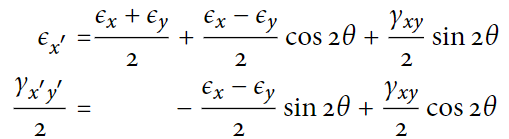 ϵx′ = (ϵx + ϵy)/2 + (ϵx − ϵy)/2 cos 2θ + (γxy)/2 sin 2θ
(γx′y′)/2 = − (ϵx − ϵy)/2 sin 2θ + (γxy)/2 cos 2θ